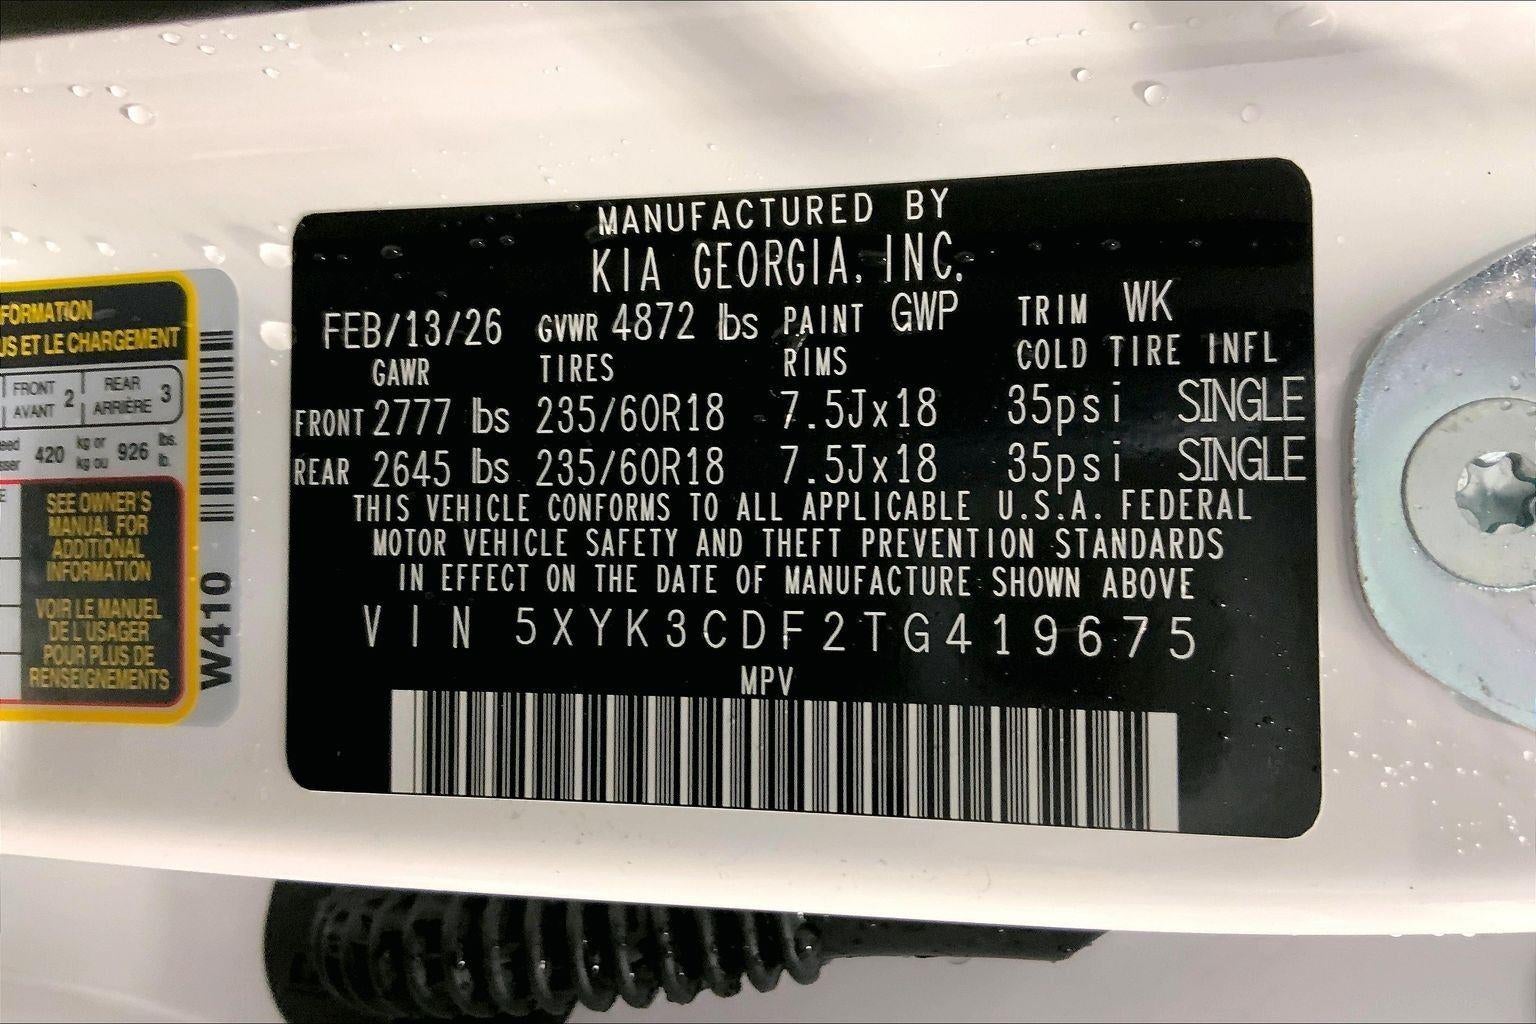 FORMATION
US ET LE CHARGEMENT
FRONT 2 REAR 3
AVANT ARRIÈRE
420 kg or 926 lbs.
kg ou lb.
SEE OWNER'S
MANUAL FOR
ADDITIONAL
INFORMATION
VOIR LE MANUEL
DE L'USAGER
POUR PLUS DE
RENSEIGNEMENTS
W410
MANUFACTURED BY
KIA GEORGIA, INC.
FEB/13/26 GVWR 4872 lbs PAINT GWP TRIM WK
GAWR TIRES RIMS COLD TIRE INFL
FRONT 2777 lbs 235/60R18 7.5Jx18 35psi SINGLE
REAR 2645 lbs 235/60R18 7.5Jx18 35psi SINGLE
THIS VEHICLE CONFORMS TO ALL APPLICABLE U.S.A. FEDERAL
MOTOR VEHICLE SAFETY AND THEFT PREVENTION STANDARDS
IN EFFECT ON THE DATE OF MANUFACTURE SHOWN ABOVE
VIN 5XYK3CDF2TG419675
MPV